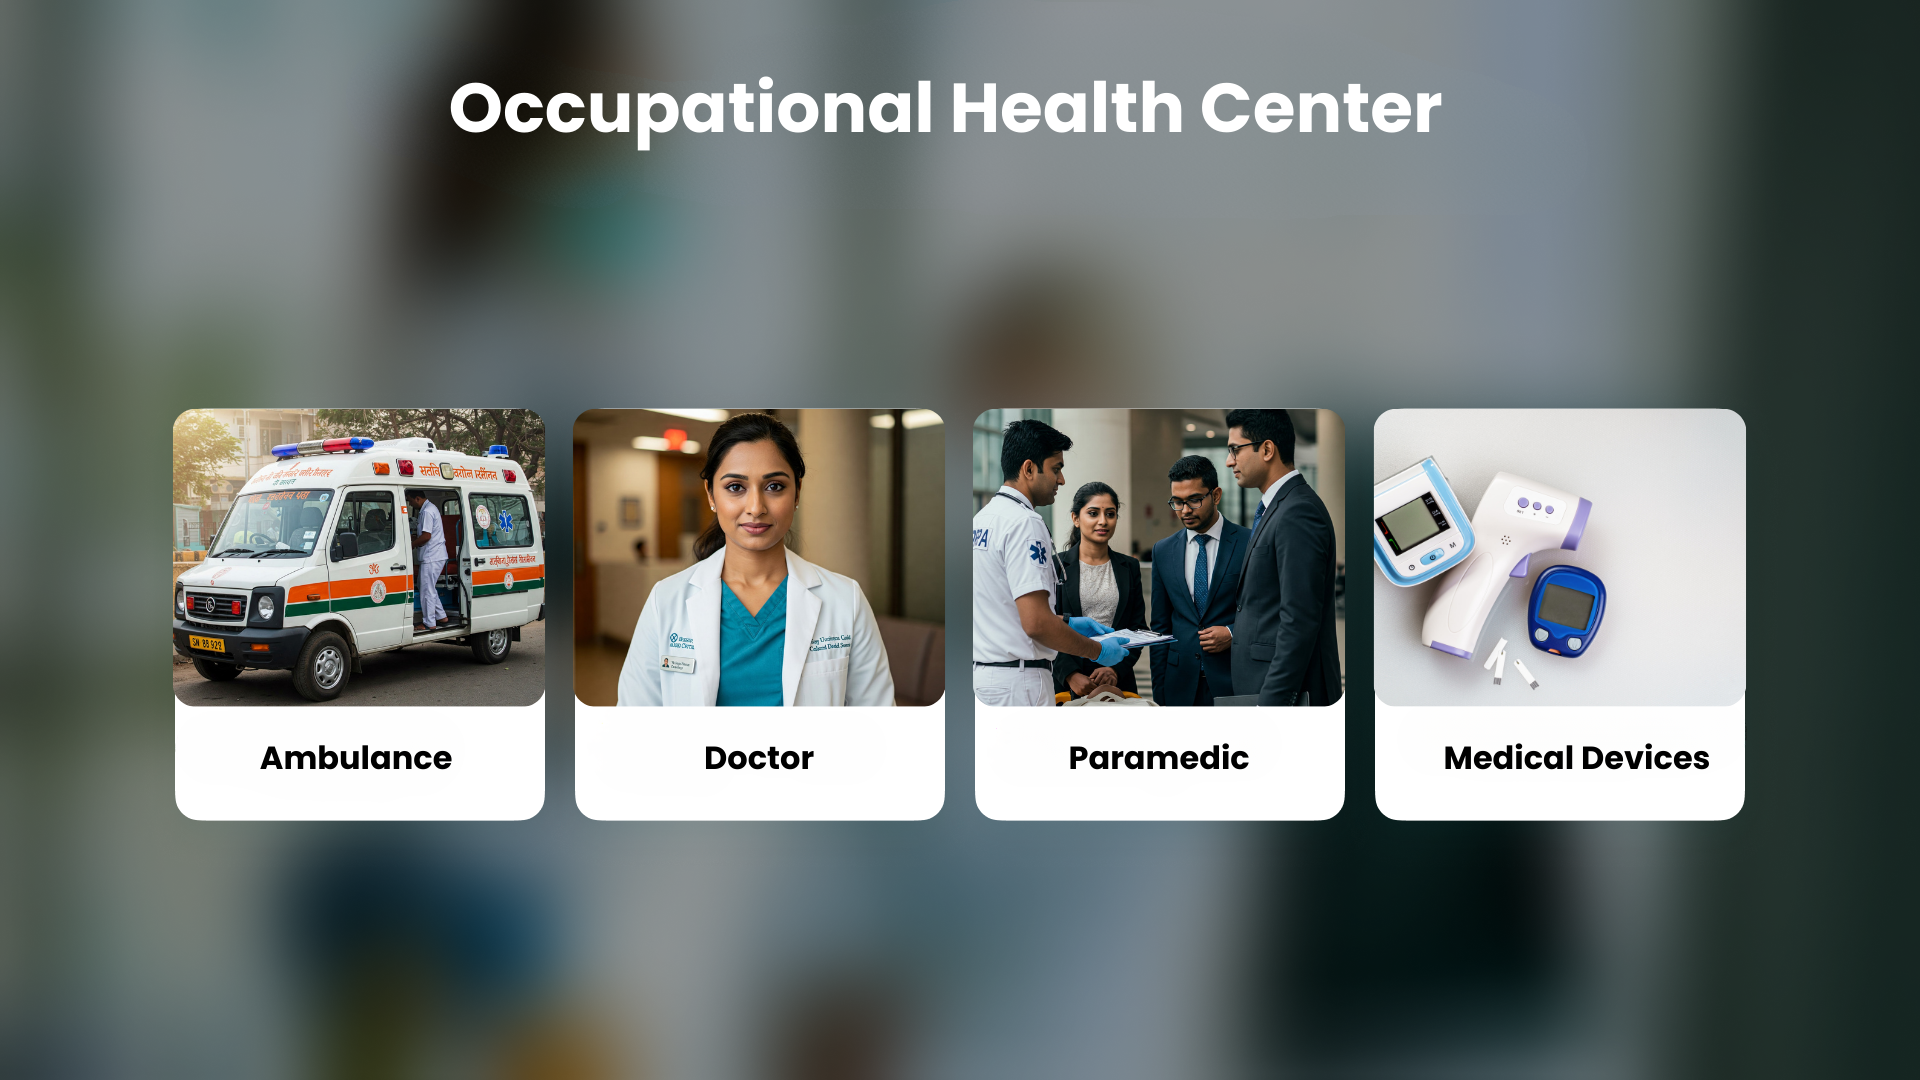 Occupational Health Center
Ambulance
Doctor
Paramedic
Medical Devices